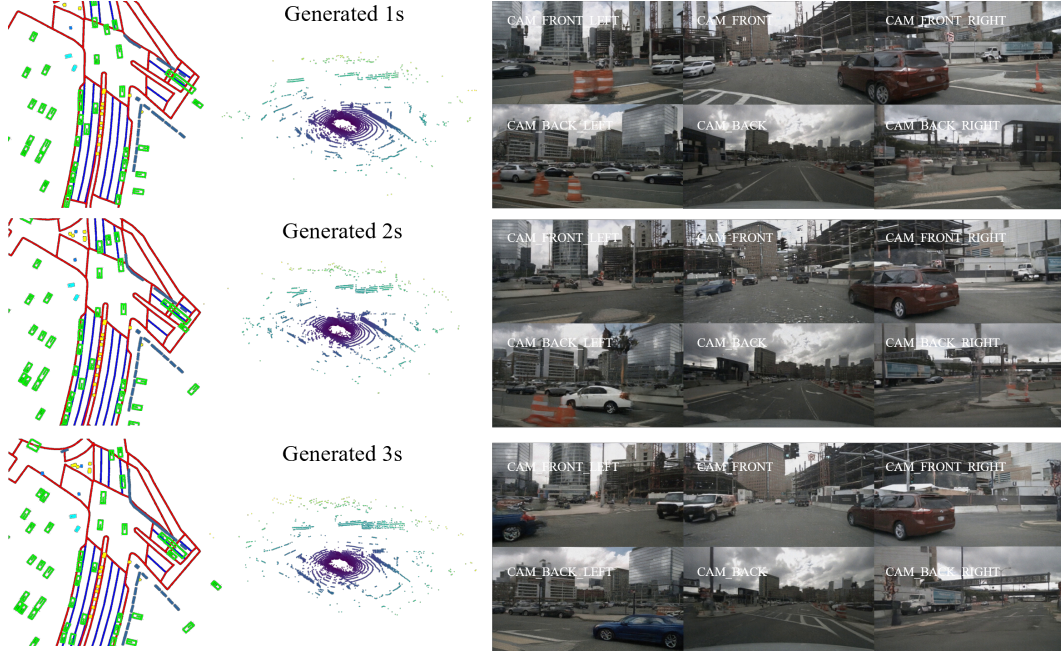 Generated 1s
CAM_FRONT_LEFT
CAM_FRONT
CAM_FRONT_RIGHT
CAM_BACK_LEFT
CAM_BACK
CAM_BACK_RIGHT
Generated 2s
CAM_FRONT_LEFT
CAM_FRONT
CAM_FRONT_RIGHT
CAM_BACK_LEFT
CAM_BACK
CAM_BACK_RIGHT
Generated 3s
CAM_FRONT_LEFT
CAM_FRONT
CAM_FRONT_RIGHT
CAM_BACK_LEFT
CAM_BACK
CAM_BACK_RIGHT